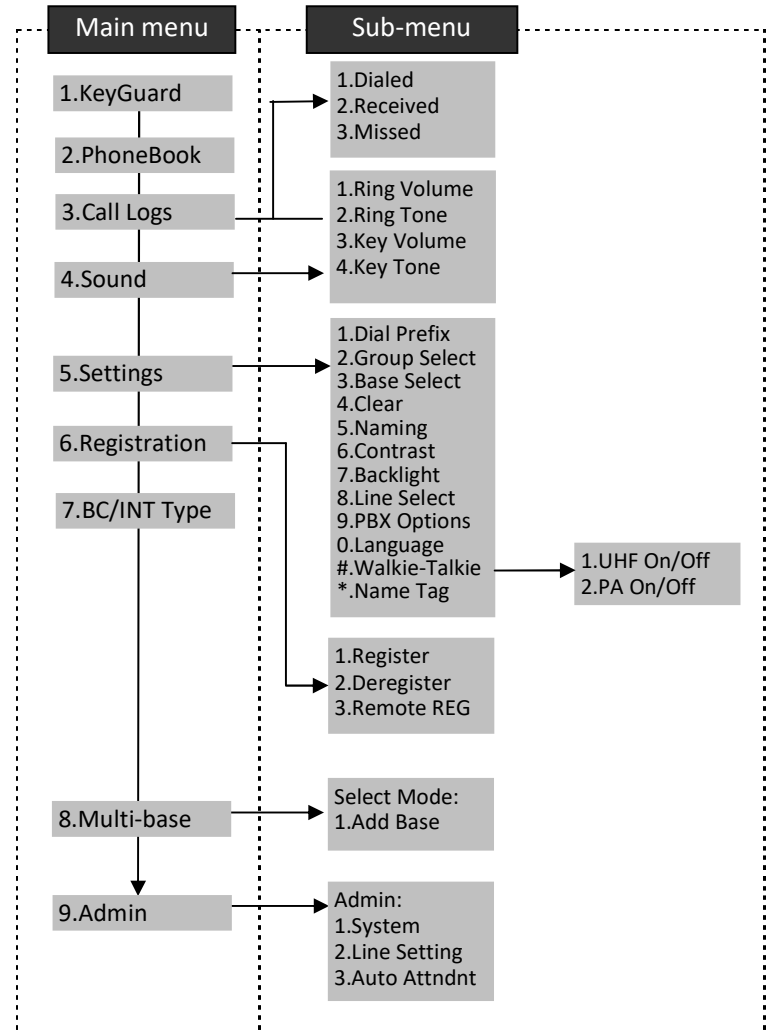 Main menu
Sub-menu
1.KeyGuard
2.PhoneBook
3.Call Logs
4.Sound
5.Settings
6.Registration
7.BC/INT Type
8.Multi-base
9.Admin
1.Dialed
2.Received
3.Missed
1.Ring Volume
2.Ring Tone
3.Key Volume
4.Key Tone
1.Dial Prefix
2.Group Select
3.Base Select
4.Clear
5.Naming
6.Contrast
7.Backlight
8.Line Select
9.PBX Options
0.Language
#.Walkie-Talkie
*.Name Tag
1.UHF On/Off
2.PA On/Off
1.Register
2.Deregister
3.Remote REG
Select Mode:
1.Add Base
Admin:
1.System
2.Line Setting
3.Auto Attndnt